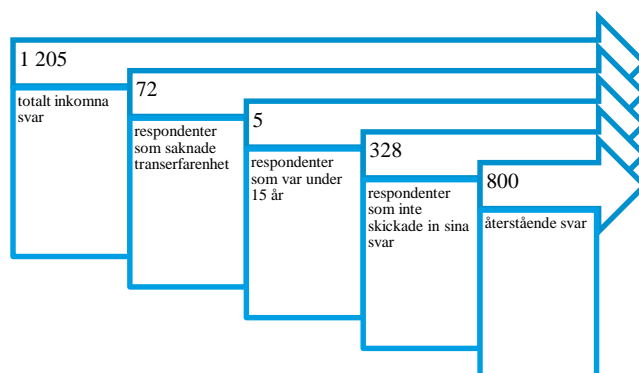 1 205
totalt inkomna
svar
72
respondenter
som saknade
transerfarenhet
5
respondenter
som var under
15 år
328
respondenter
som inte
skickade in sina
svar
800
återstående svar